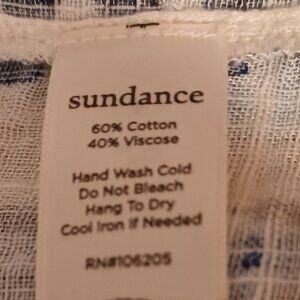 sundance
60% Cotton
40% Viscose
Hand Wash Cold
Do Not Bleach
Hang To Dry
Cool Iron If Needed
RN#106205